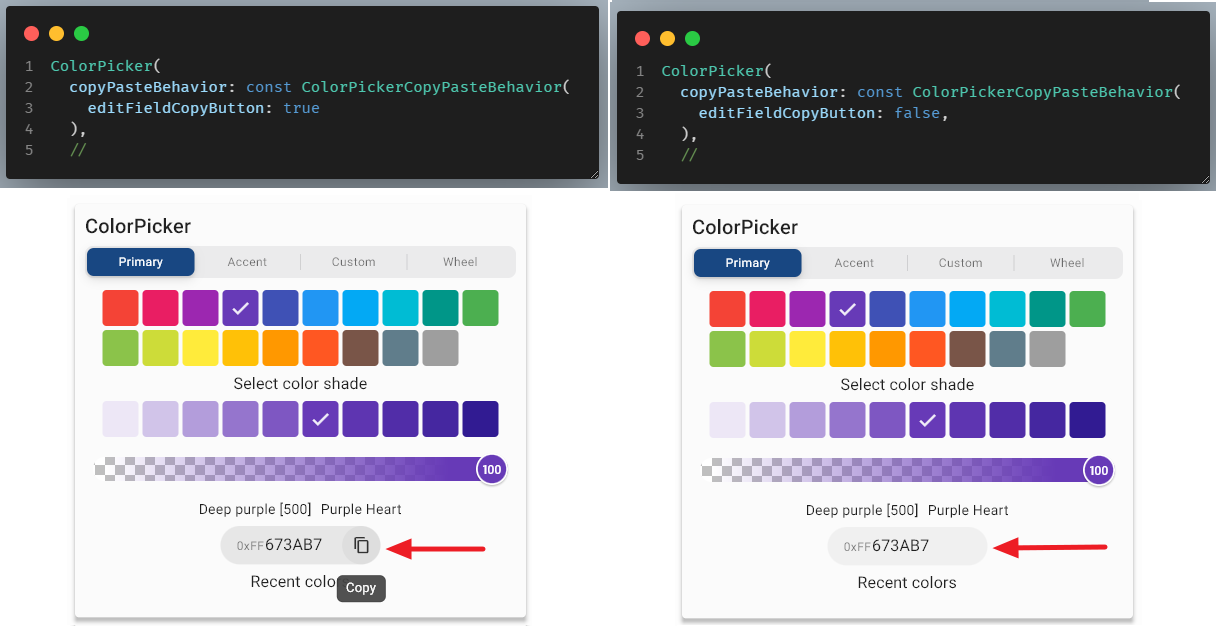 1 ColorPicker(
2 copyPasteBehavior: const ColorPickerCopyPasteBehavior(
3 editFieldCopyButton: true
4 ),
5 //
ColorPicker
Primary Accent Custom Wheel
Select color shade
100
Deep purple [500] Purple Heart
0xFF673AB7
Recent colo
Copy
1 ColorPicker(
2 copyPasteBehavior: const ColorPickerCopyPasteBehavior(
3 editFieldCopyButton: false,
4 ),
5 //
ColorPicker
Primary Accent Custom Wheel
Select color shade
100
Deep purple [500] Purple Heart
0xFF673AB7
Recent colors